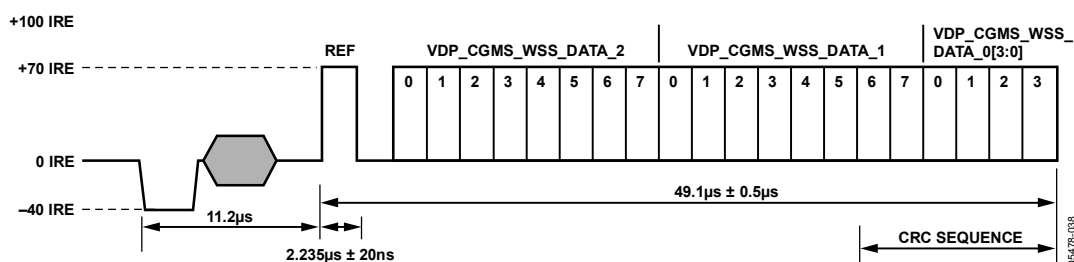 +100 IRE
REF
VDP_CGMS_WSS_DATA_2
VDP_CGMS_WSS_DATA_1
VDP_CGMS_WSS_
DATA_0[3:0]
+70 IRE
0 1 2 3 4 5 6 7 0 1 2 3 4 5 6 7 0 1 2 3
0 IRE
–40 IRE
49.1µs ± 0.5µs
11.2µs
CRC SEQUENCE
2.235µs ± 20ns
05478-038